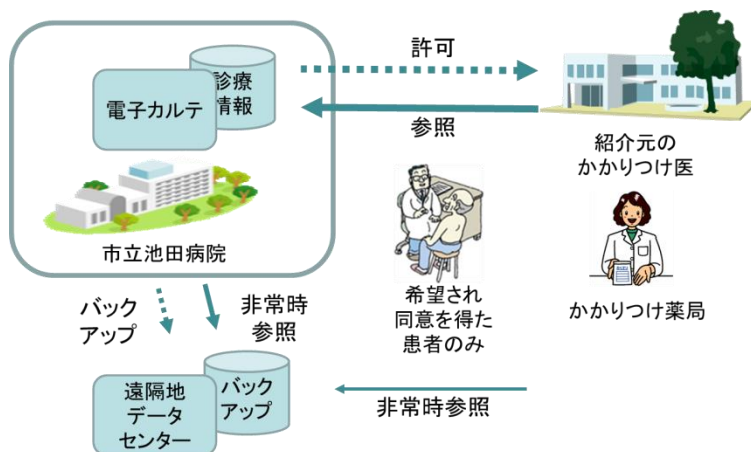 電子カルテ
診療
情報
市立池田病院
許可
参照
紹介元の
かかりつけ医
希望され
同意を得た
患者のみ
かかりつけ薬局
バック
アップ
非常時
参照
遠隔地
データ
センター
バック
アップ
非常時参照